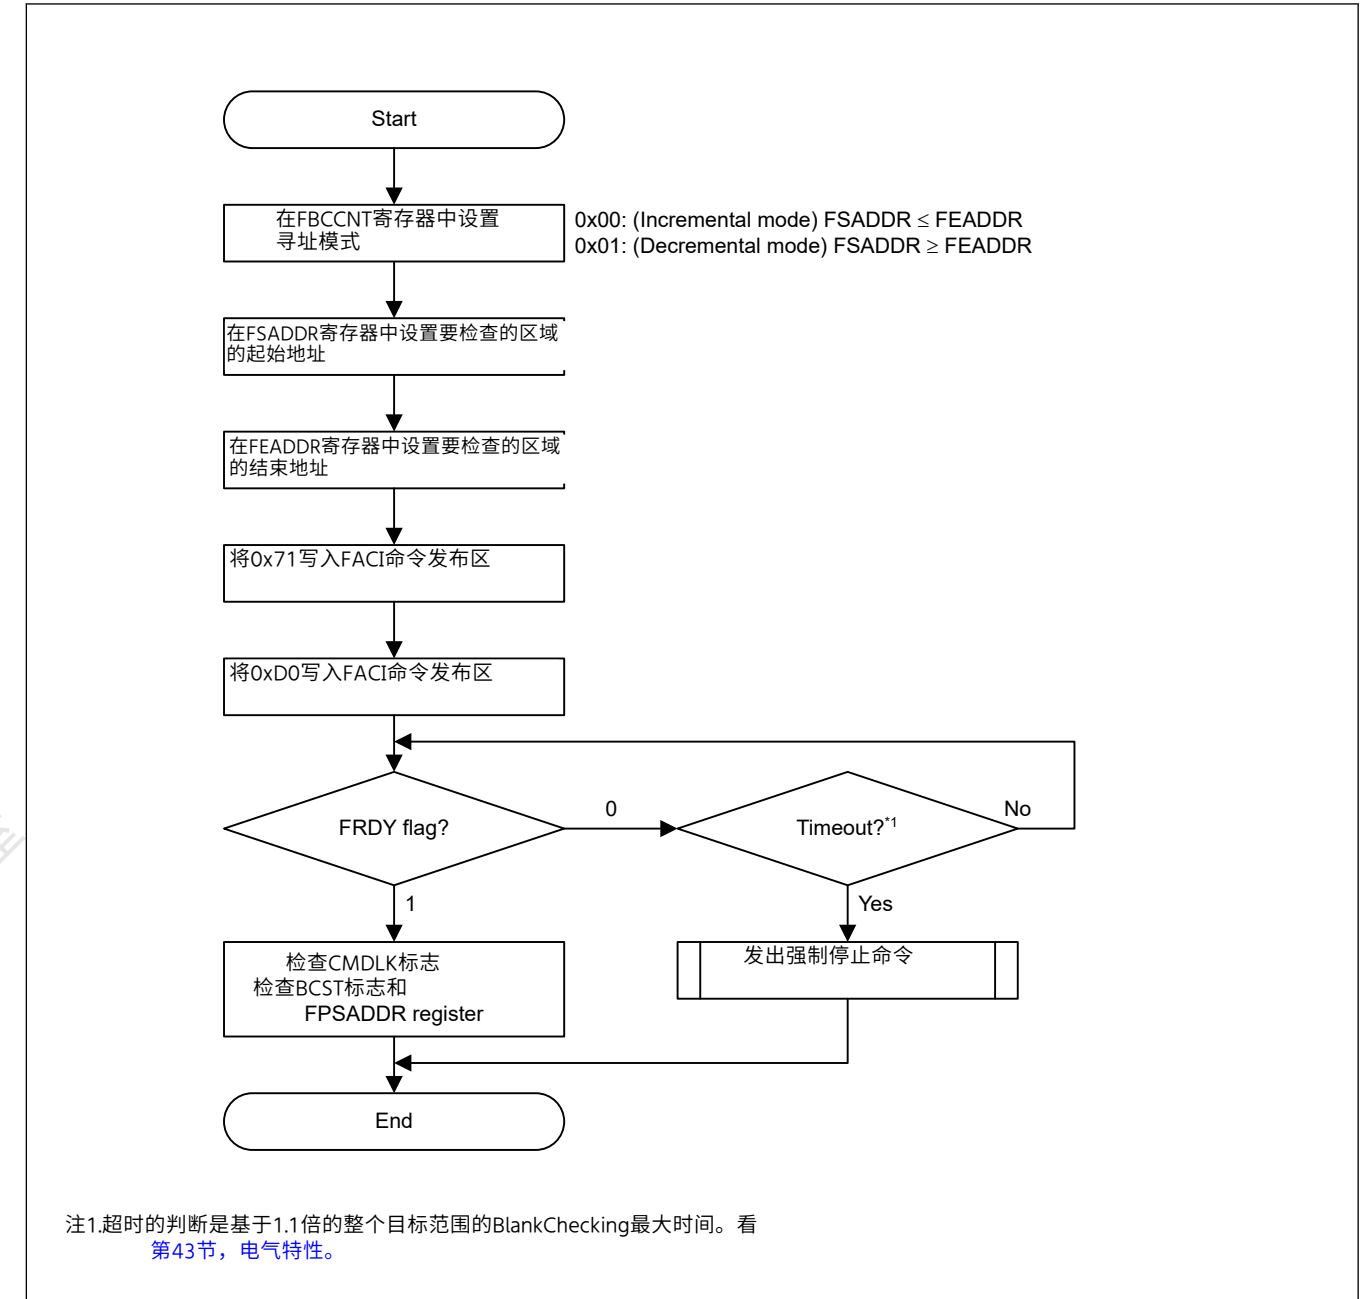 Start
在FBCCNT寄存器中设置
寻址模式
0x00: (Incremental mode) FSADDR ≤ FEADDR
0x01: (Decremental mode) FSADDR ≥ FEADDR
在FSADDR寄存器中设置要检查的区域
的起始地址
在FEADDR寄存器中设置要检查的区域
的结束地址
将0x71写入FACI命令发布区
将0xD0写入FACI命令发布区
FRDY flag?
0
Timeout?*1
No
1
Yes
检查CMDLK标志
检查BCST标志和
FPSADDR register
发出强制停止命令
End
注1.超时的判断是基于1.1倍的整个目标范围的BlankChecking最大时间。看
第43节，电气特性。